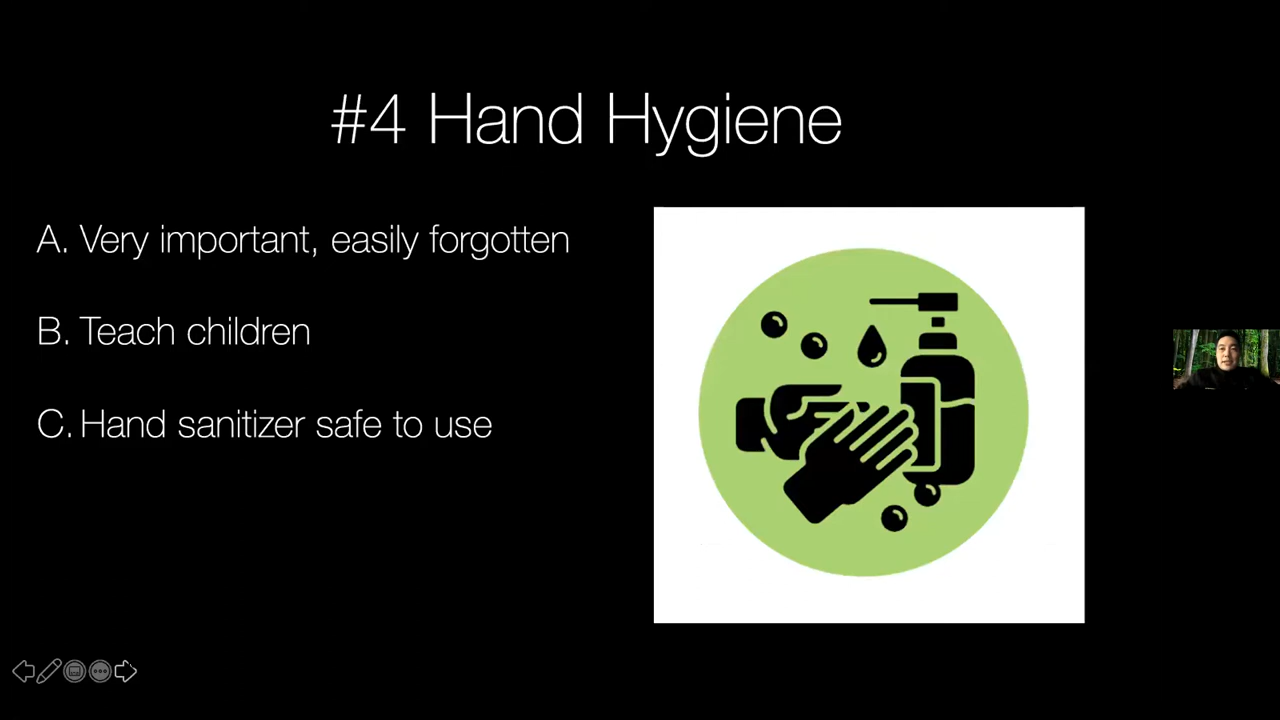 #4 Hand Hygiene
A. Very important, easily forgotten
B. Teach children
C. Hand sanitizer safe to use